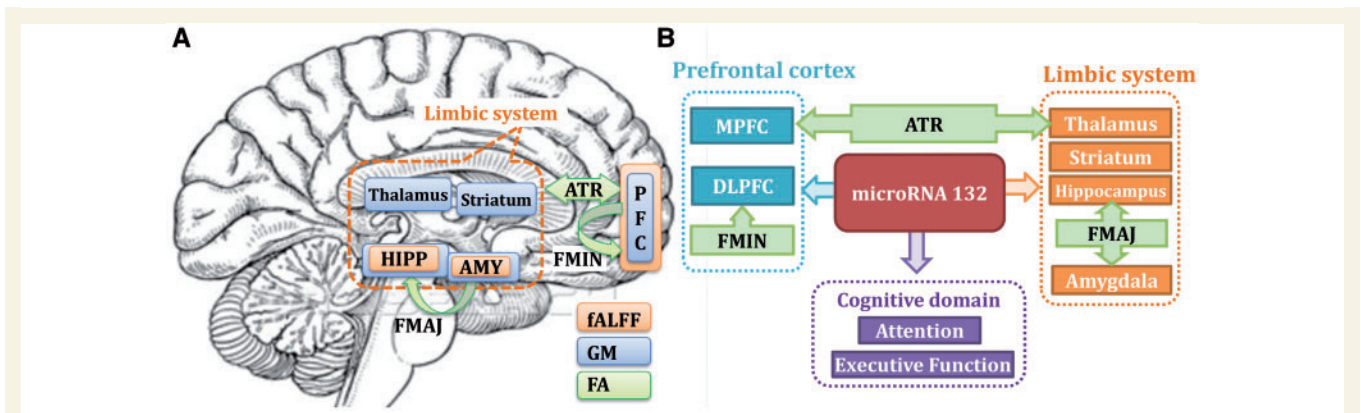 A
Limbic system
Thalamus
Striatum
ATR
P
F
C
HIPP
AMY
FMIN
FMAJ
fALFF
GM
FA
B
Prefrontal cortex
Limbic system
MPFC
ATR
Thalamus
Striatum
DLPFC
microRNA 132
Hippocampus
FMIN
FMAJ
Amygdala
Cognitive domain
Attention
Executive Function